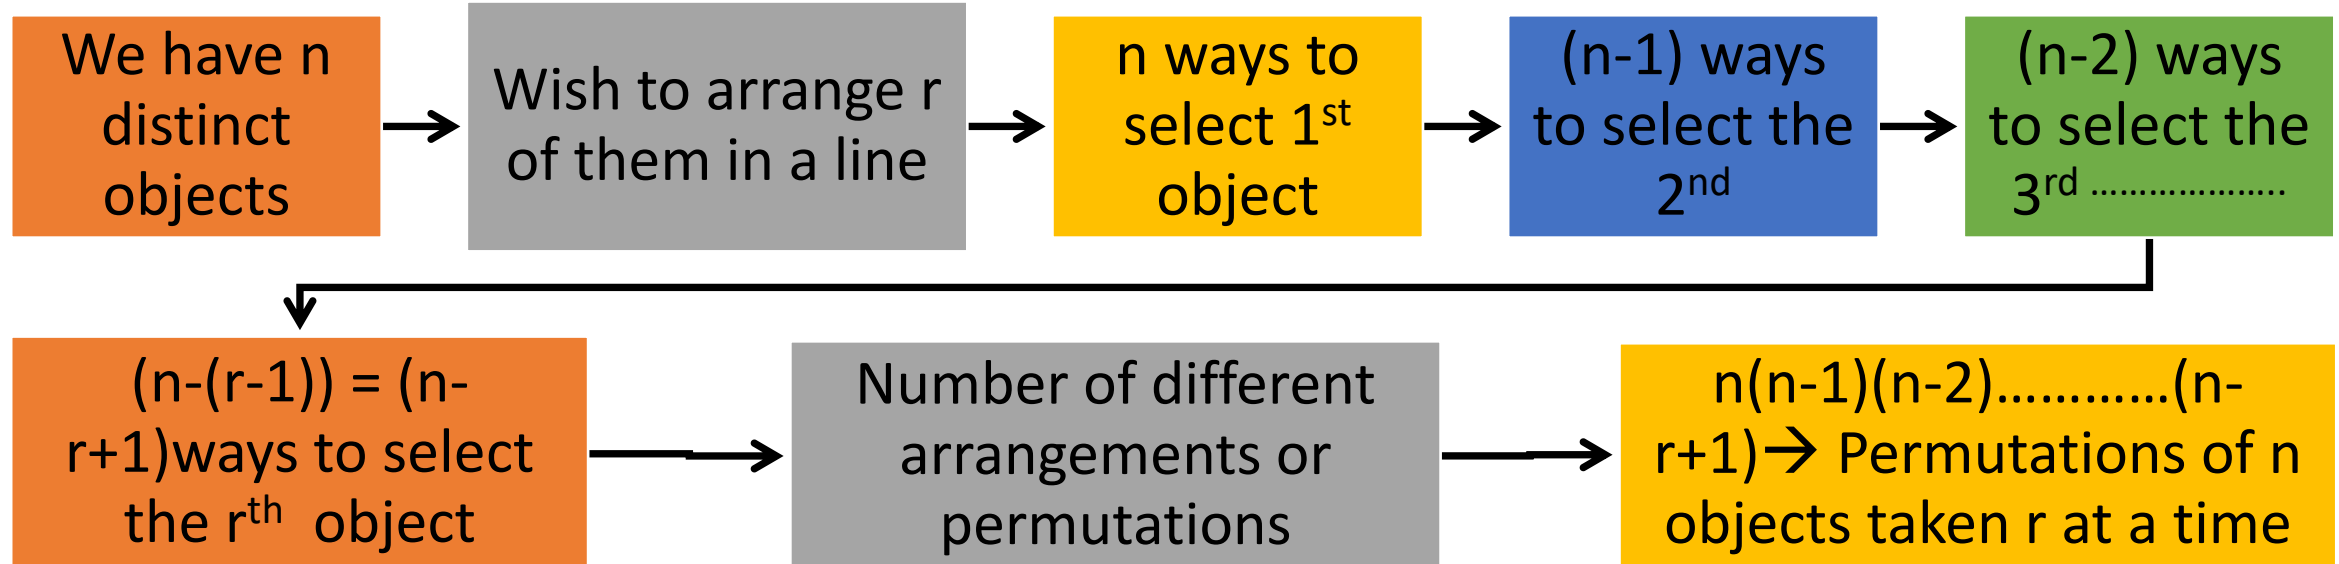 We have n
distinct
objects
Wish to arrange r
of them in a line
n ways to
select 1st
object
(n-1) ways
to select the
2nd
(n-2) ways
to select the
3rd ………………..
(n-(r-1)) = (n-
r+1)ways to select
the rth object
Number of different
arrangements or
permutations
n(n-1)(n-2)…………(n-
r+1)→ Permutations of n
objects taken r at a time